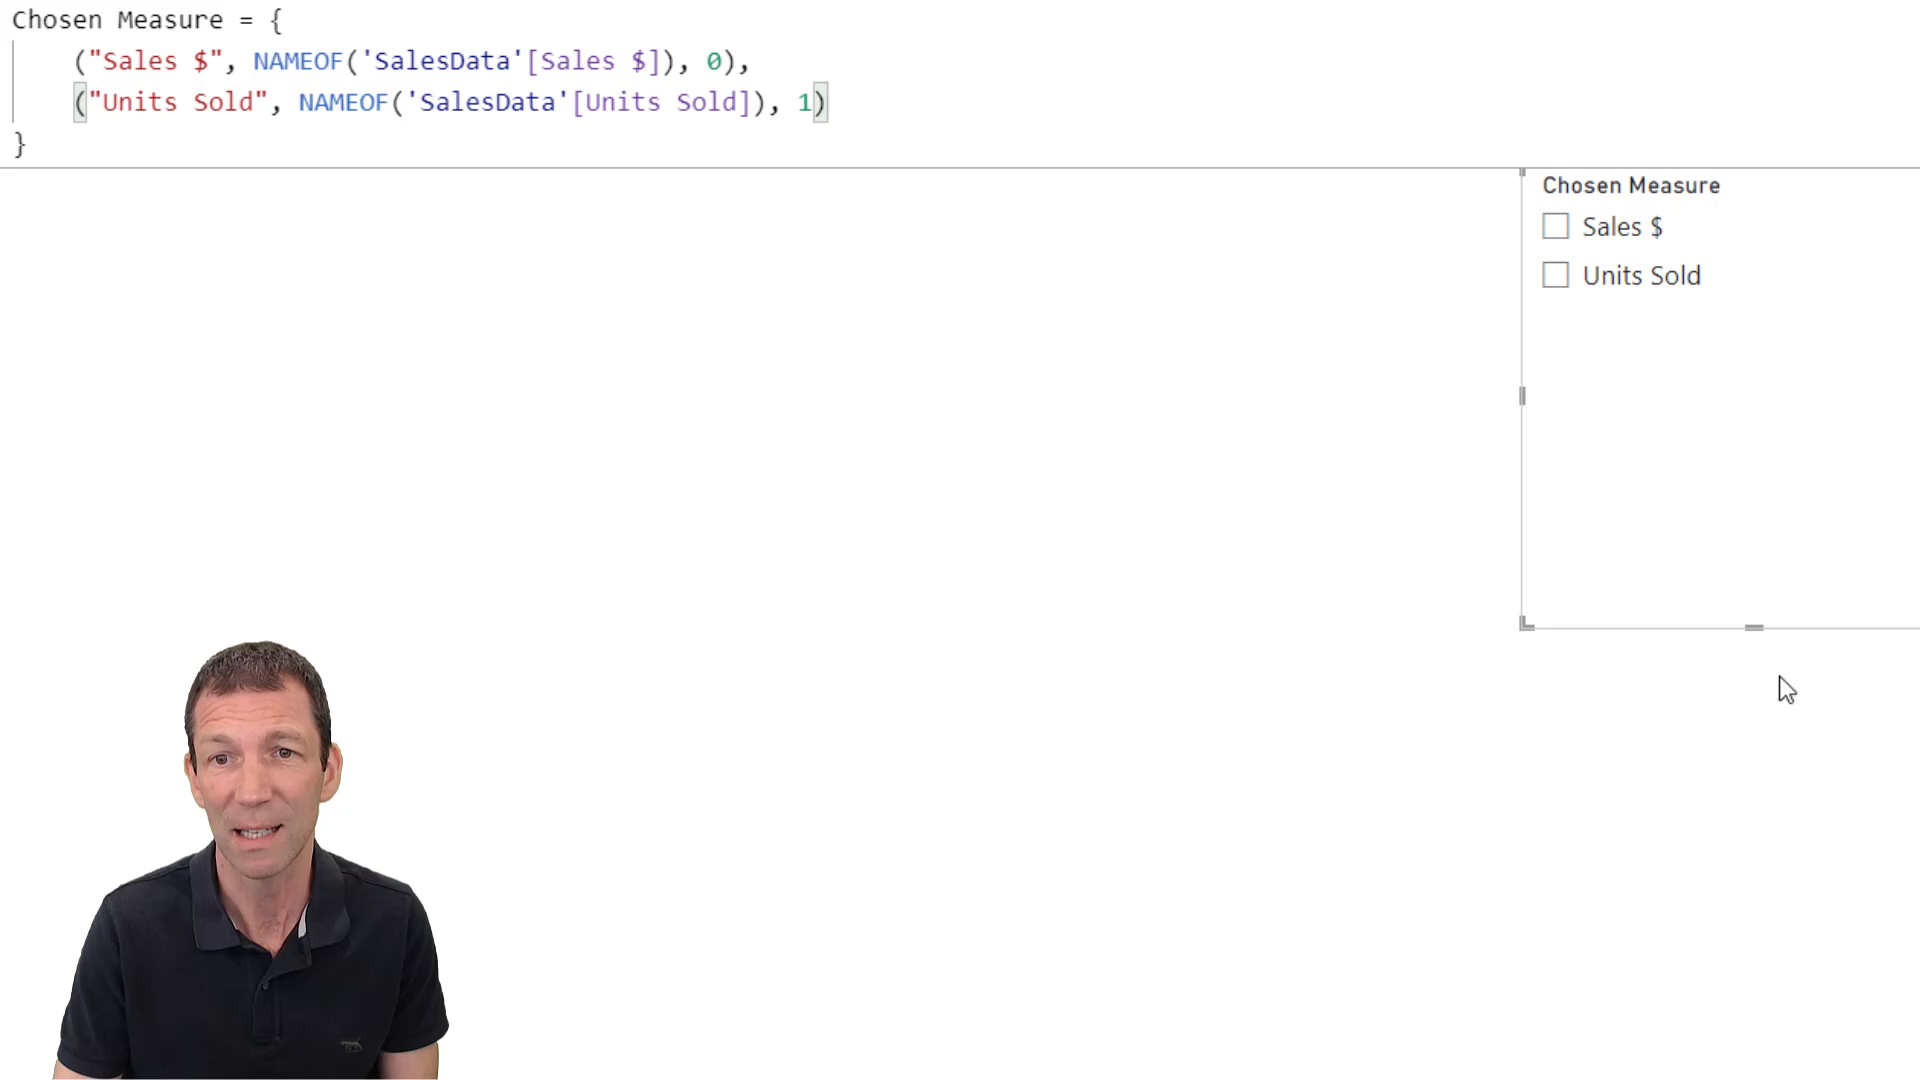 Chosen Measure = {
("Sales $", NAMEOF('SalesData'[Sales $]), 0),
("Units Sold", NAMEOF('SalesData'[Units Sold]), 1)
}
Chosen Measure
Sales $
Units Sold